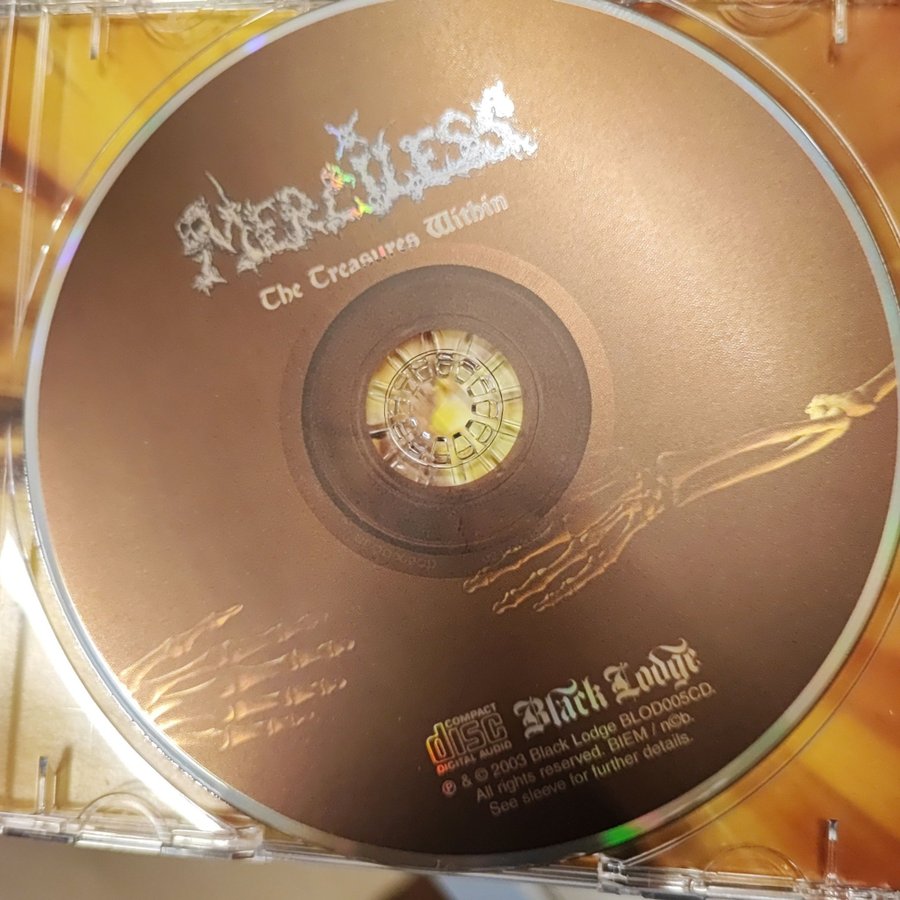 MERCILESS
The Treasures Within
COMPACT
disc
DIGITAL AUDIO
Black Lodge
℗ & © 2003 Black Lodge BLOD005CD.
All rights reserved. BIEM / n©b.
See sleeve for further details.